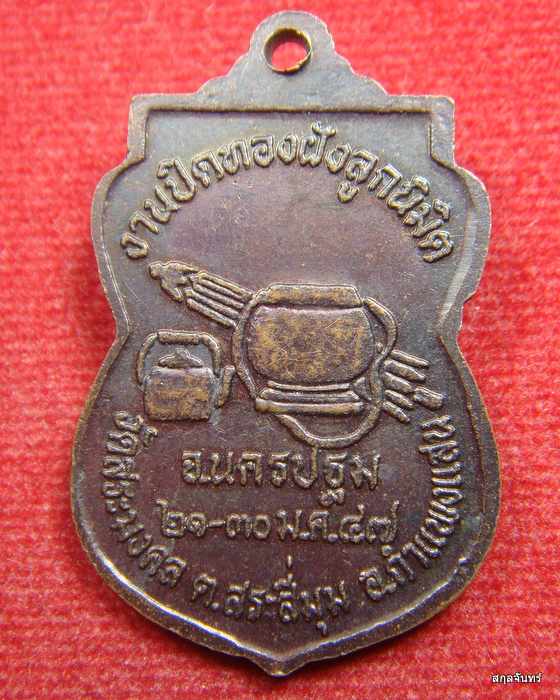 งานปิดทองฝังลูกนิมิต
จ.นครปฐม
๒๑-๓๐ ม.ค.๔๗
วัดสระมงคล ต.สระสี่มุม อ.กำแพงแสน
สกุลจันทร์